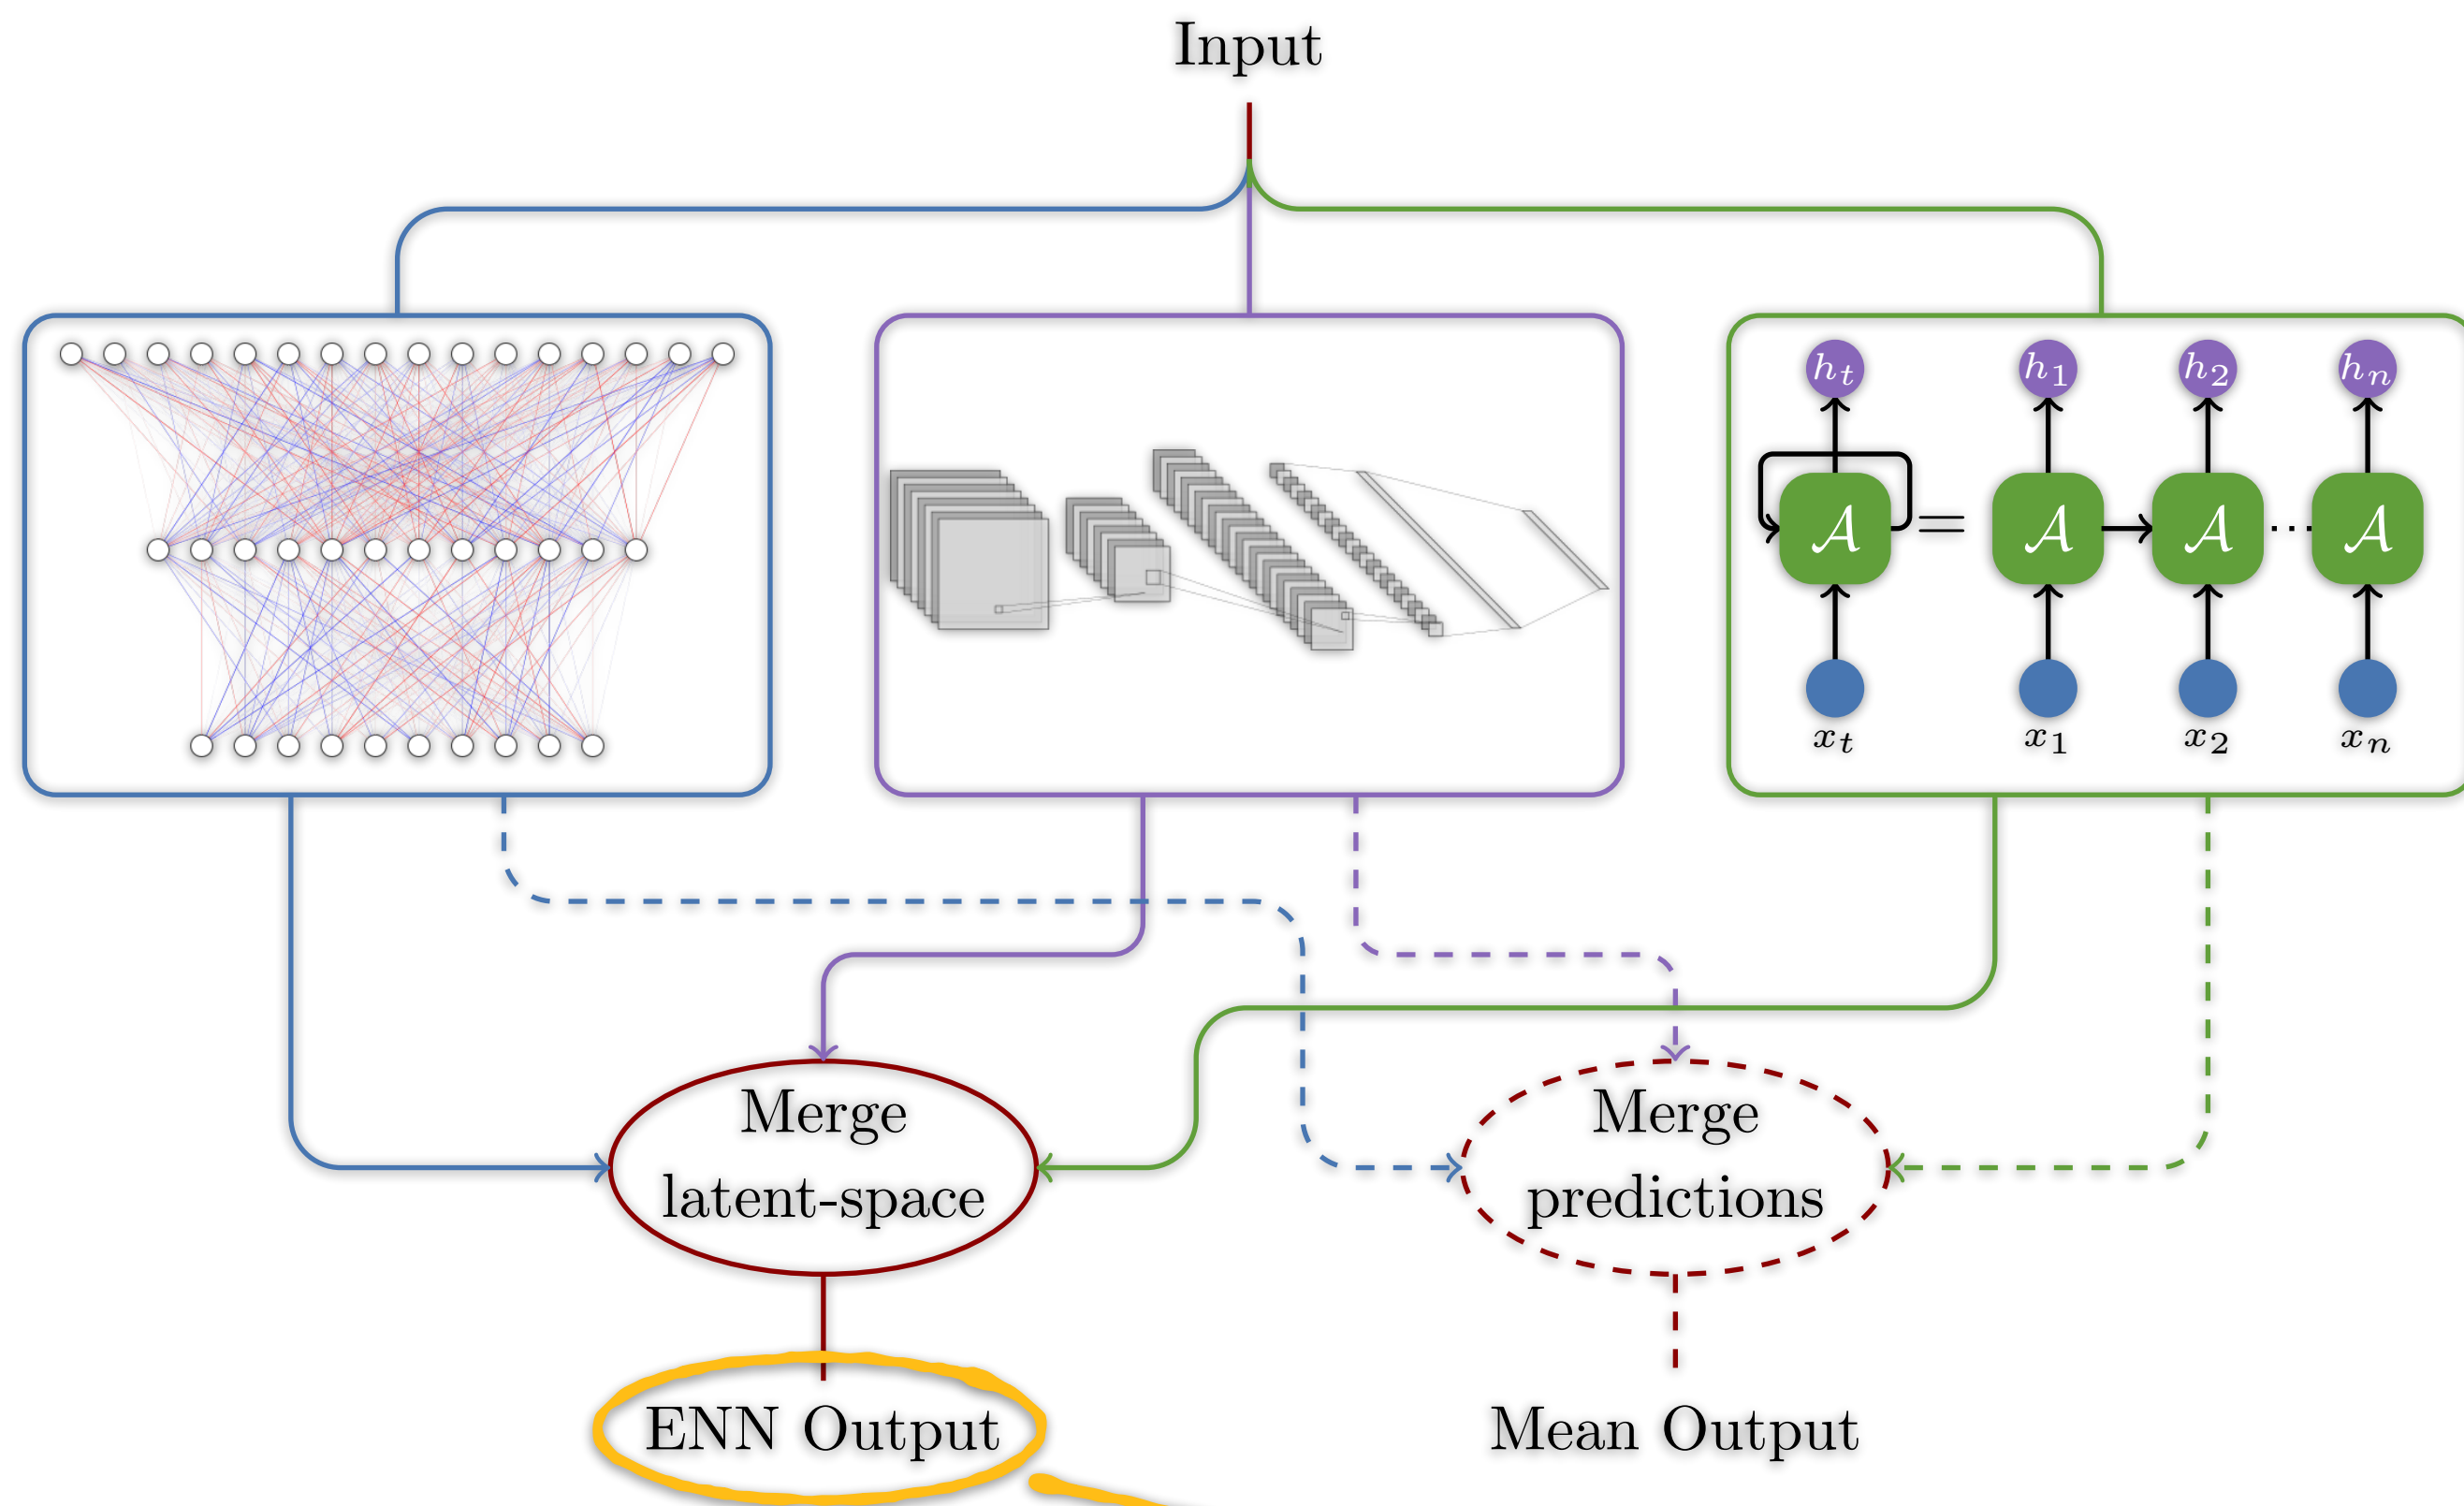 Input
h_t h_1 h_2 h_n
𝒜 = 𝒜 𝒜 ... 𝒜
x_t x_1 x_2 x_n
Merge
latent-space
Merge
predictions
ENN Output
Mean Output